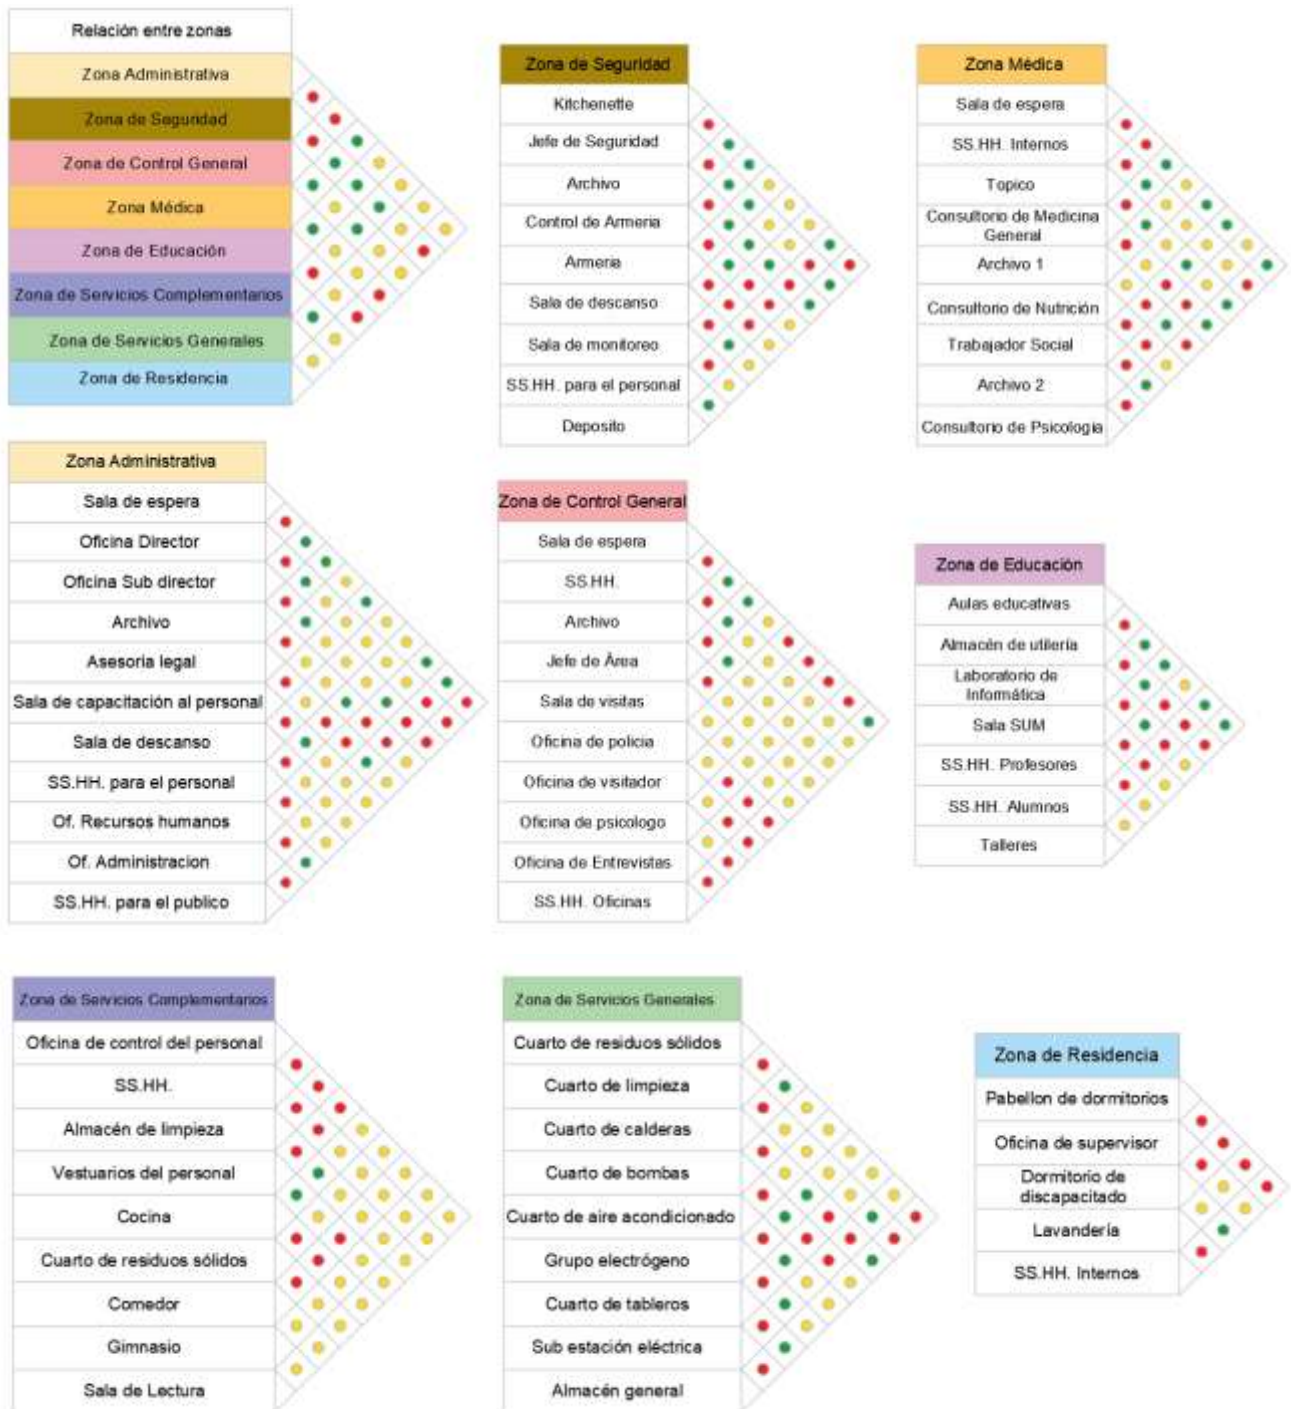 Relación entre zonas
Zona Administrativa
Zona de Seguridad
Zona de Control General
Zona Médica
Zona de Educación
Zona de Servicios Complementarios
Zona de Servicios Generales
Zona de Residencia
Zona de Seguridad
Kitchenette
Jefe de Seguridad
Archivo
Control de Armeria
Armeria
Sala de descanso
Sala de monitoreo
SS.HH. para el personal
Deposito
Zona Médica
Sala de espera
SS.HH. Internos
Topico
Consultorio de Medicina
General
Archivo 1
Consultorio de Nutrición
Trabajador Social
Archivo 2
Consultorio de Psicologia
Zona Administrativa
Sala de espera
Oficina Director
Oficina Sub director
Archivo
Asesoria legal
Sala de capacitación al personal
Sala de descanso
SS.HH. para el personal
Of. Recursos humanos
Of. Administracion
SS.HH. para el publico
Zona de Control General
Sala de espera
SS.HH.
Archivo
Jefe de Àrea
Sala de visitas
Oficina de policia
Oficina de visitador
Oficina de psicologo
Oficina de Entrevistas
SS.HH. Oficinas
Zona de Educación
Aulas educativas
Almacén de utilería
Laboratorio de
Informática
Sala SUM
SS.HH. Profesores
SS.HH. Alumnos
Talleres
Zona de Servicios Complementarios
Oficina de control del personal
SS.HH.
Almacén de limpieza
Vestuarios del personal
Cocina
Cuarto de residuos sólidos
Comedor
Gimnasio
Sala de Lectura
Zona de Servicios Generales
Cuarto de residuos sólidos
Cuarto de limpieza
Cuarto de calderas
Cuarto de bombas
Cuarto de aire acondicionado
Grupo electrógeno
Cuarto de tableros
Sub estación eléctrica
Almacén general
Zona de Residencia
Pabellon de dormitorios
Oficina de supervisor
Dormitorio de
discapacitado
Lavandería
SS.HH. Internos